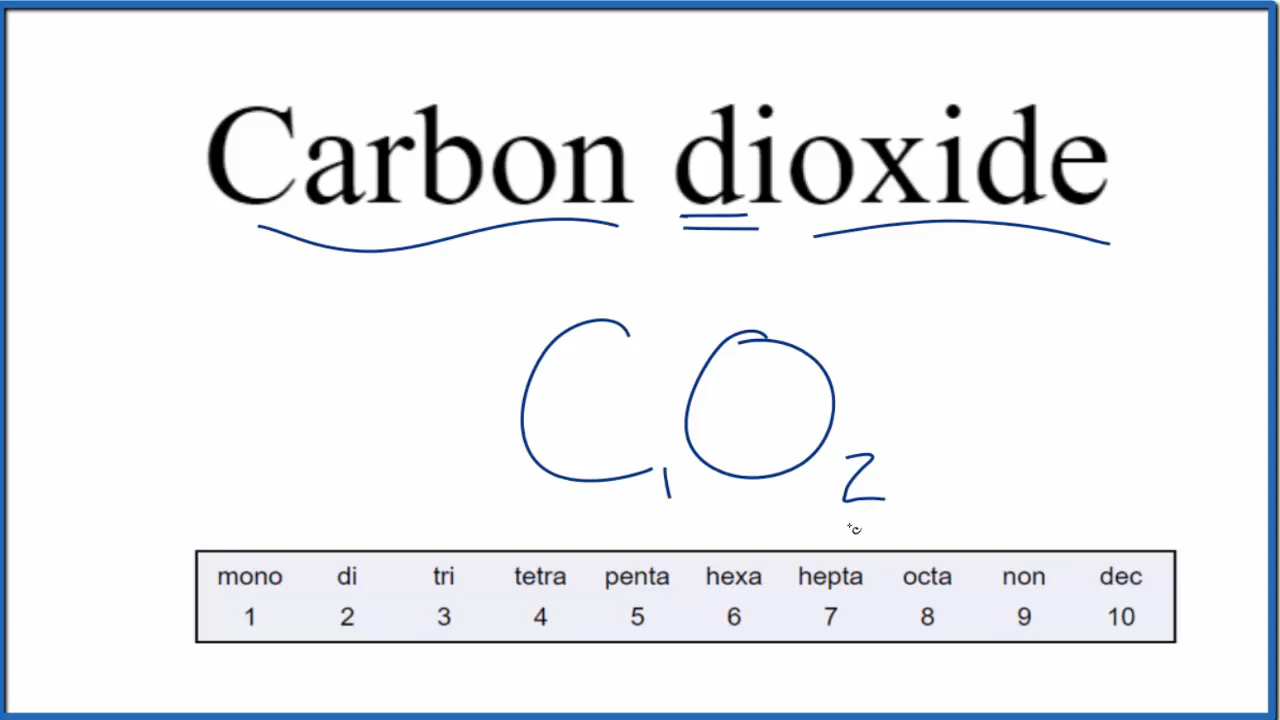 Carbon dioxide
C₁O₂
mono di tri tetra penta hexa hepta octa non dec
1 2 3 4 5 6 7 8 9 10